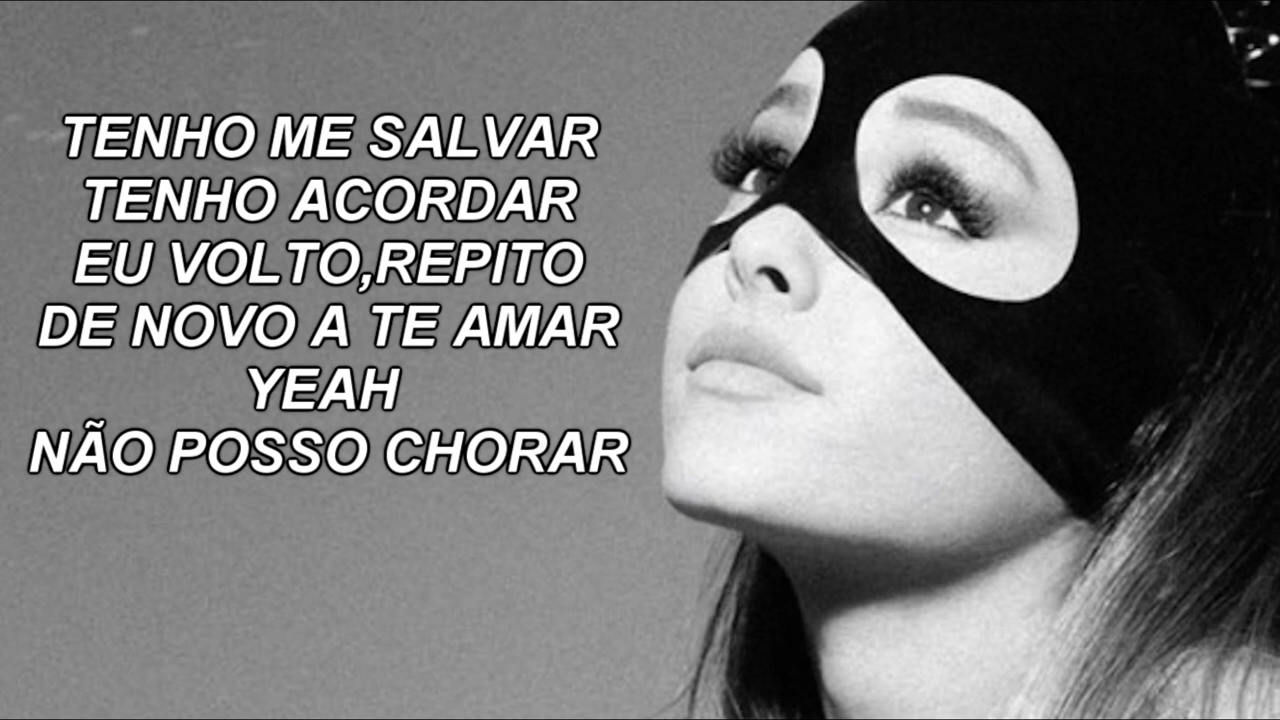 TENHO ME SALVAR
TENHO ACORDAR
EU VOLTO,REPITO
DE NOVO A TE AMAR
YEAH
NÃO POSSO CHORAR